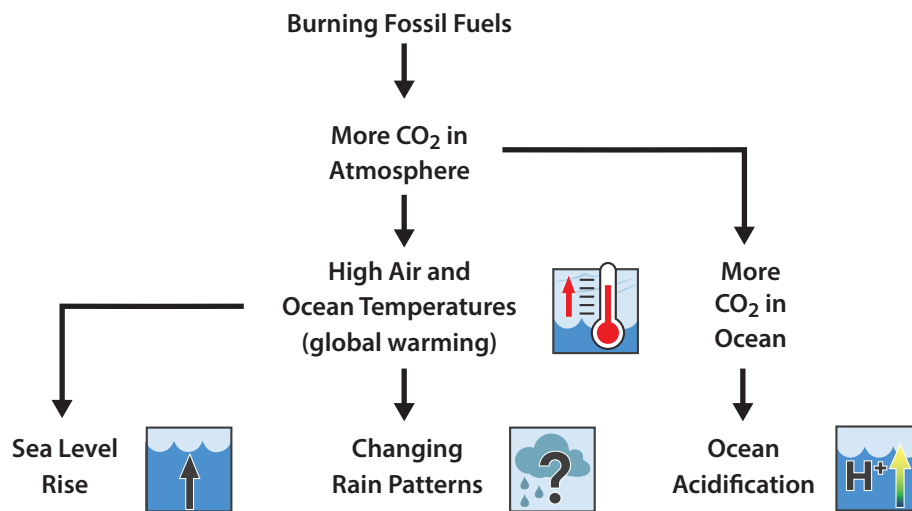 Burning Fossil Fuels
More CO₂ in
Atmosphere
High Air and
Ocean Temperatures
(global warming)
More
CO₂ in
Ocean
Sea Level
Rise
Changing
Rain Patterns
?
Ocean
Acidification
H⁺